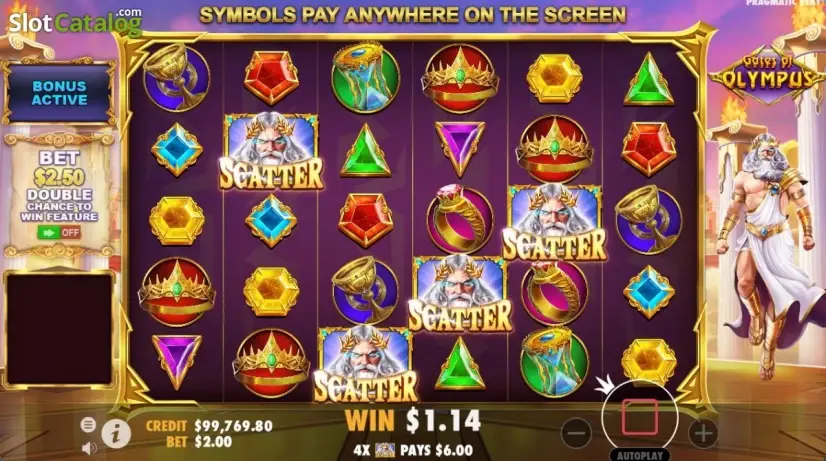 SlotCatalog.com
SYMBOLS PAY ANYWHERE ON THE SCREEN
PRAGMATIC PLAY
BONUS
ACTIVE
GATES OF
OLYMPUS
BET
$2.50
DOUBLE
CHANCE TO
WIN FEATURE
OFF
SCATTER
SCATTER
SCATTER
SCATTER
CREDIT $99,769.80
BET $2.00
WIN $1.14
4X PAYS $6.00
AUTOPLAY